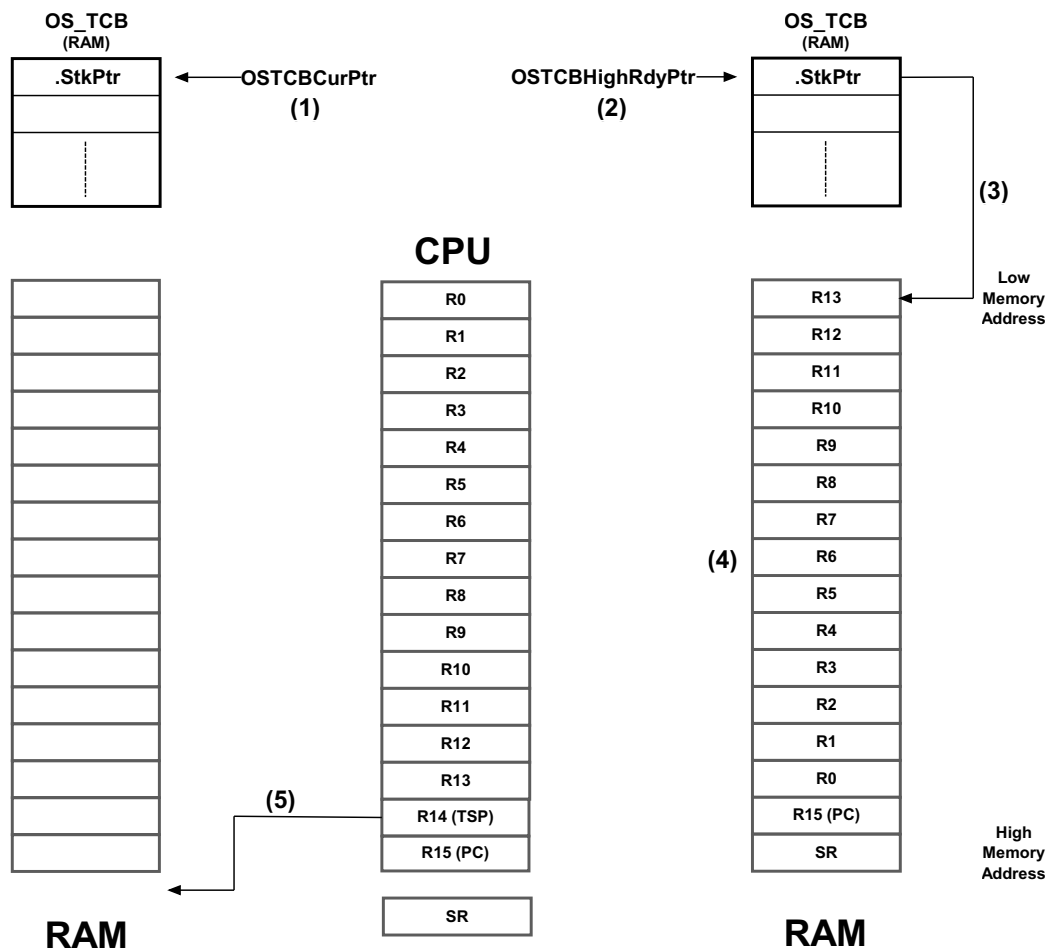 OS_TCB
(RAM)
.StkPtr
OSTCBCurPtr
(1)
OSTCBHighRdyPtr
(2)
OS_TCB
(RAM)
.StkPtr
(3)
CPU
R0
R1
R2
R3
R4
R5
R6
R7
R8
R9
R10
R11
R12
R13
R14 (TSP)
R15 (PC)
SR
(5)
RAM
(4)
R13
R12
R11
R10
R9
R8
R7
R6
R5
R4
R3
R2
R1
R0
R15 (PC)
SR
RAM
Low
Memory
Address
High
Memory
Address